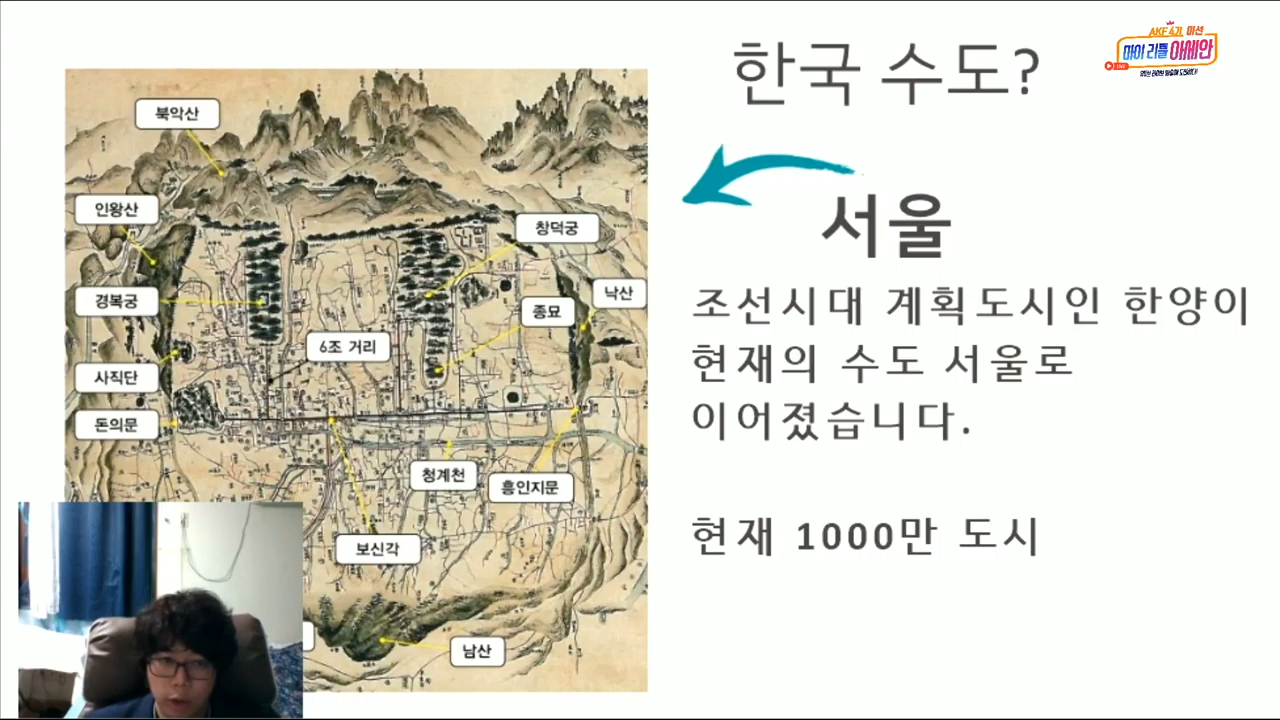 한국 수도?
AKF 4기 미션
마이 리틀 아세안
LIVE
서울
조선시대 계획도시인 한양이
현재의 수도 서울로
이어졌습니다.
현재 1000만 도시
북악산
인왕산
창덕궁
경복궁
낙산
종묘
6조 거리
사직단
돈의문
청계천
흥인지문
보신각
남산